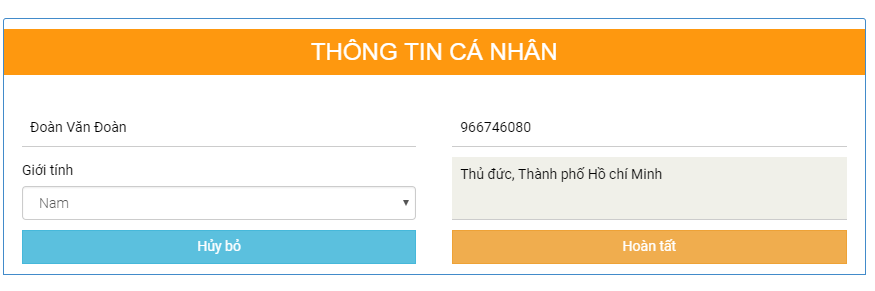 THÔNG TIN CÁ NHÂN
Đoàn Văn Đoàn
966746080
Giới tính
Thủ đức, Thành phố Hồ chí Minh
Nam
Hủy bỏ
Hoàn tất